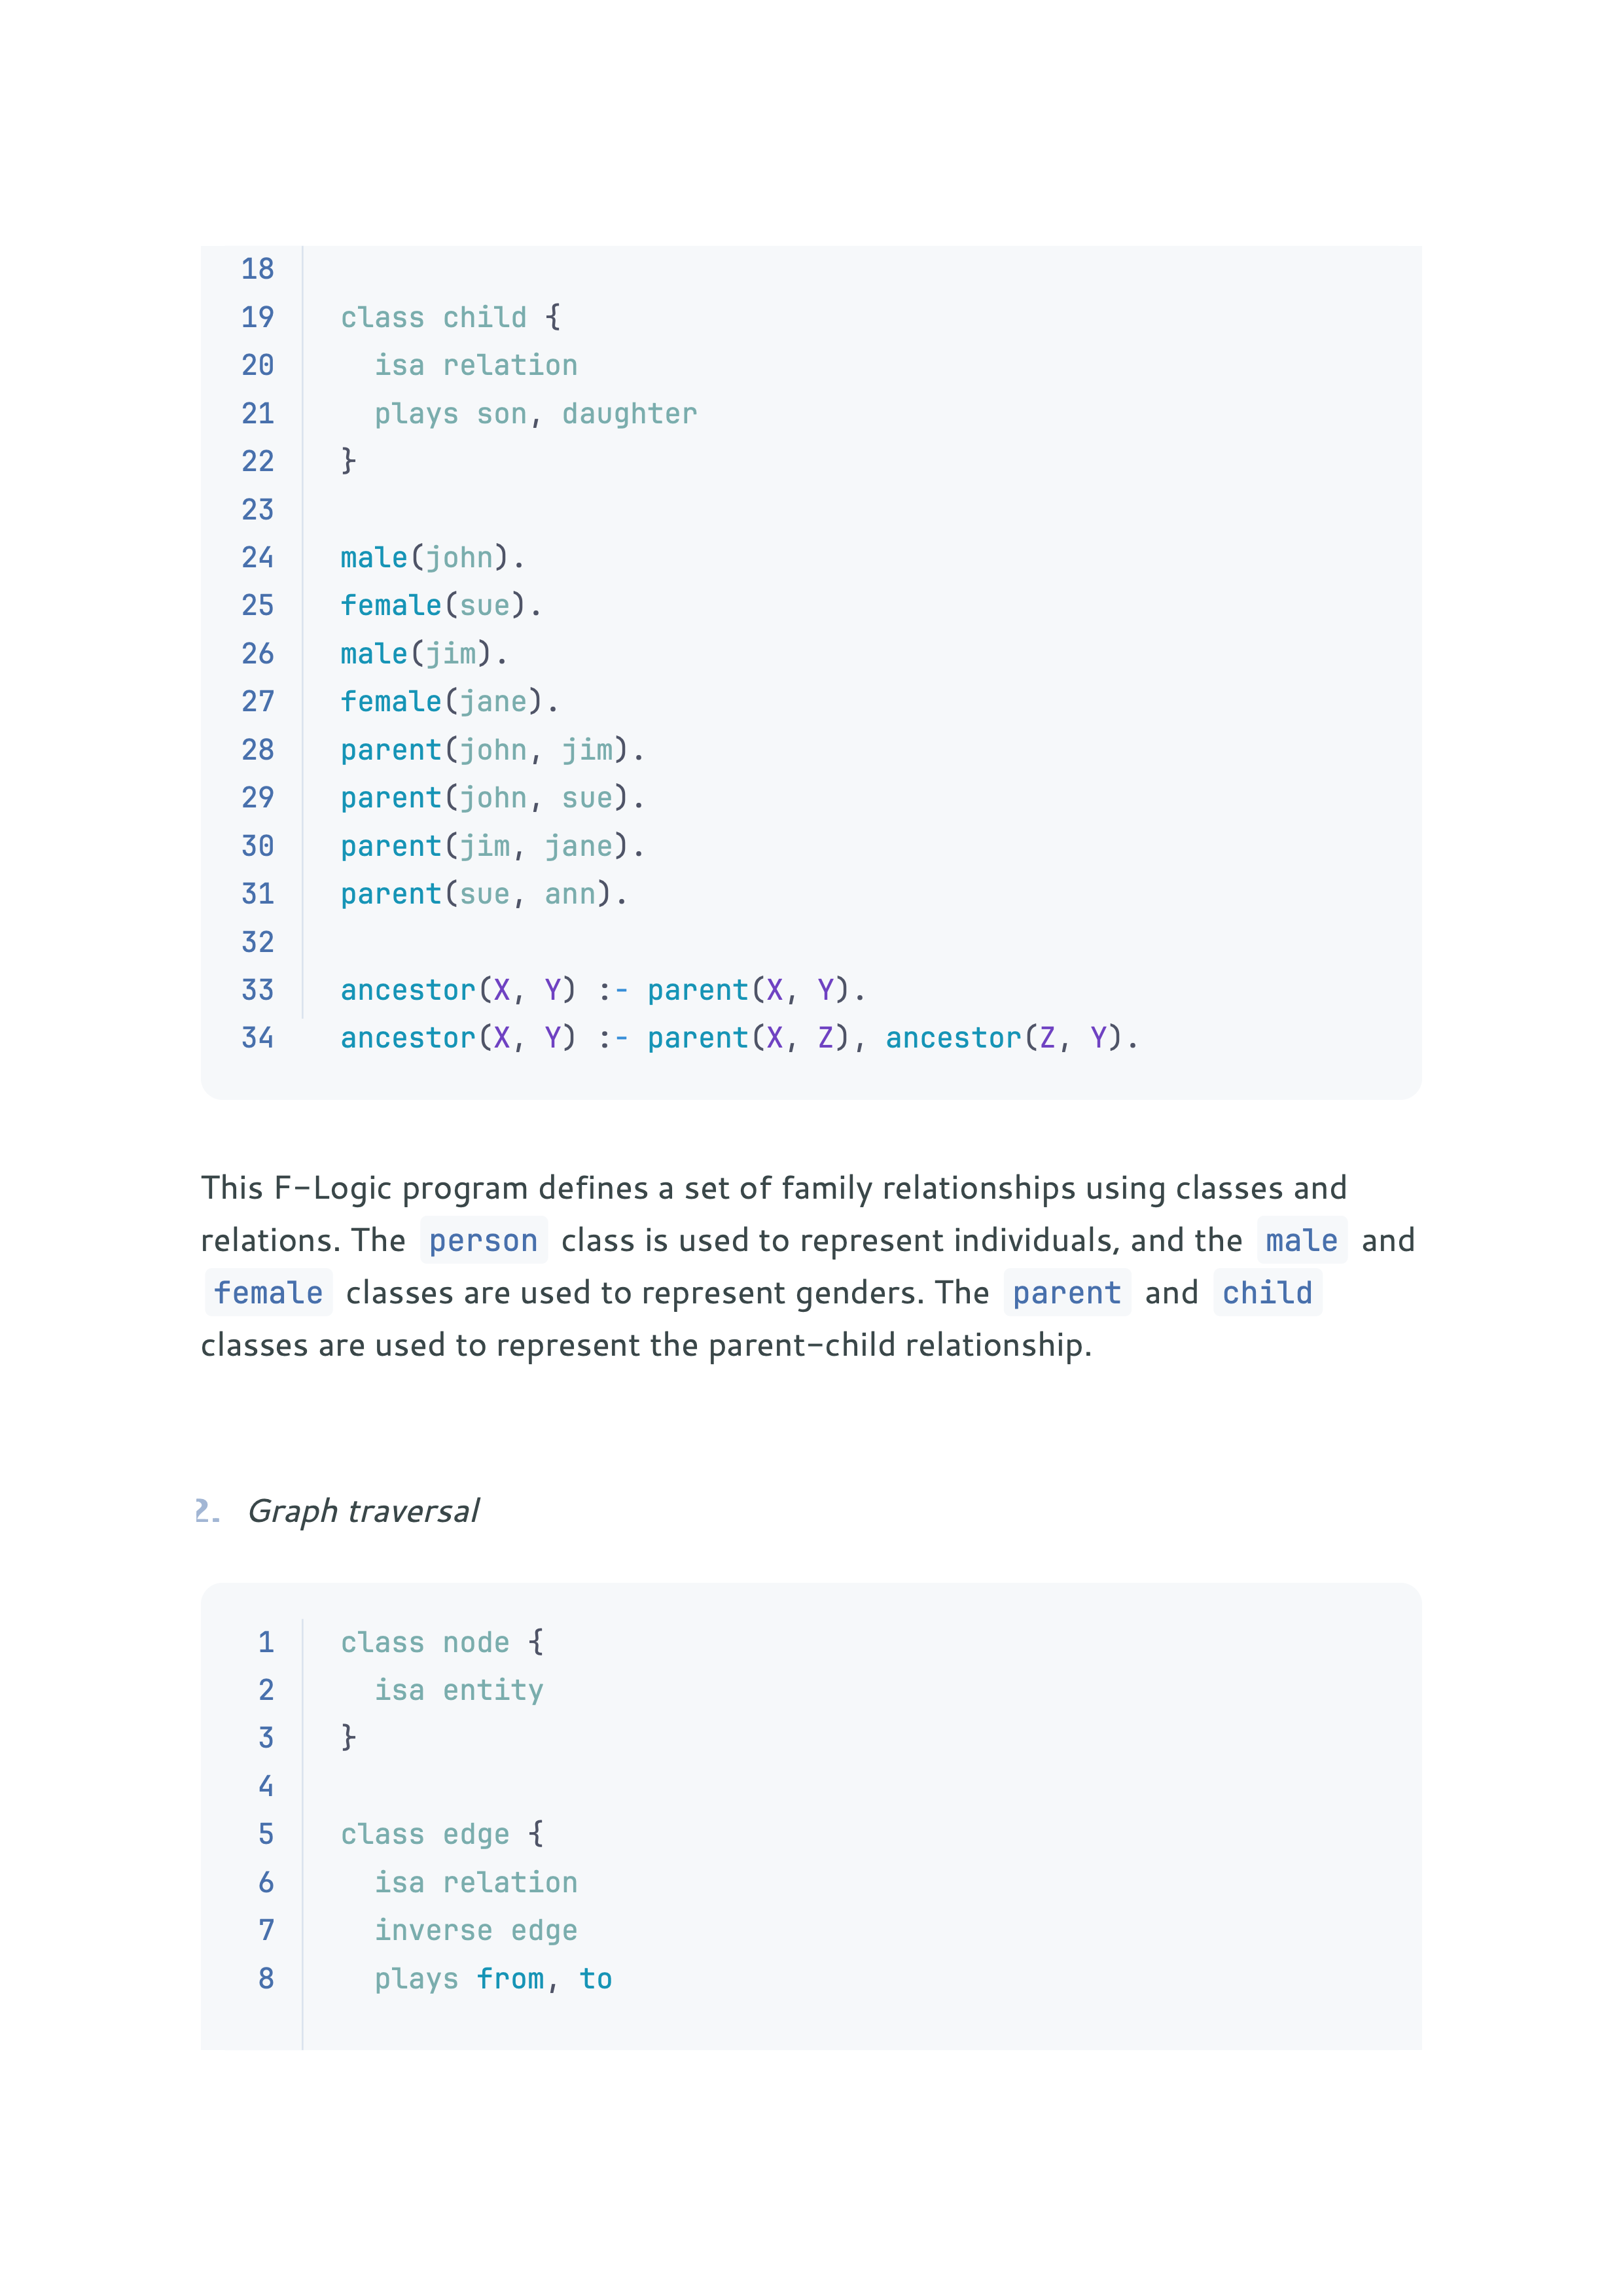 18
19 class child {
20   isa relation
21   plays son, daughter
22 }
23
24 male(john).
25 female(sue).
26 male(jim).
27 female(jane).
28 parent(john, jim).
29 parent(john, sue).
30 parent(jim, jane).
31 parent(sue, ann).
32
33 ancestor(X, Y) :- parent(X, Y).
34 ancestor(X, Y) :- parent(X, Z), ancestor(Z, Y).
This F-Logic program defines a set of family relationships using classes and
relations. The person class is used to represent individuals, and the male and
female classes are used to represent genders. The parent and child
classes are used to represent the parent-child relationship.
2. Graph traversal
1 class node {
2   isa entity
3 }
4
5 class edge {
6   isa relation
7   inverse edge
8   plays from, to